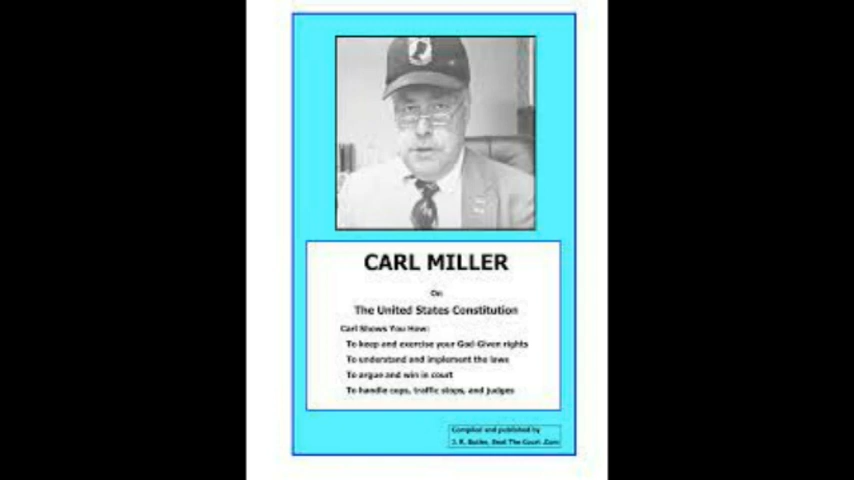 CARL MILLER
On
The United States Constitution
Carl Shows You How:
To keep and exercise your God-Given rights
To understand and implement the laws
To argue and win in court
To handle cops, traffic stops, and judges
Compiled and published by
J. R. Butler, Beat The Court .Com